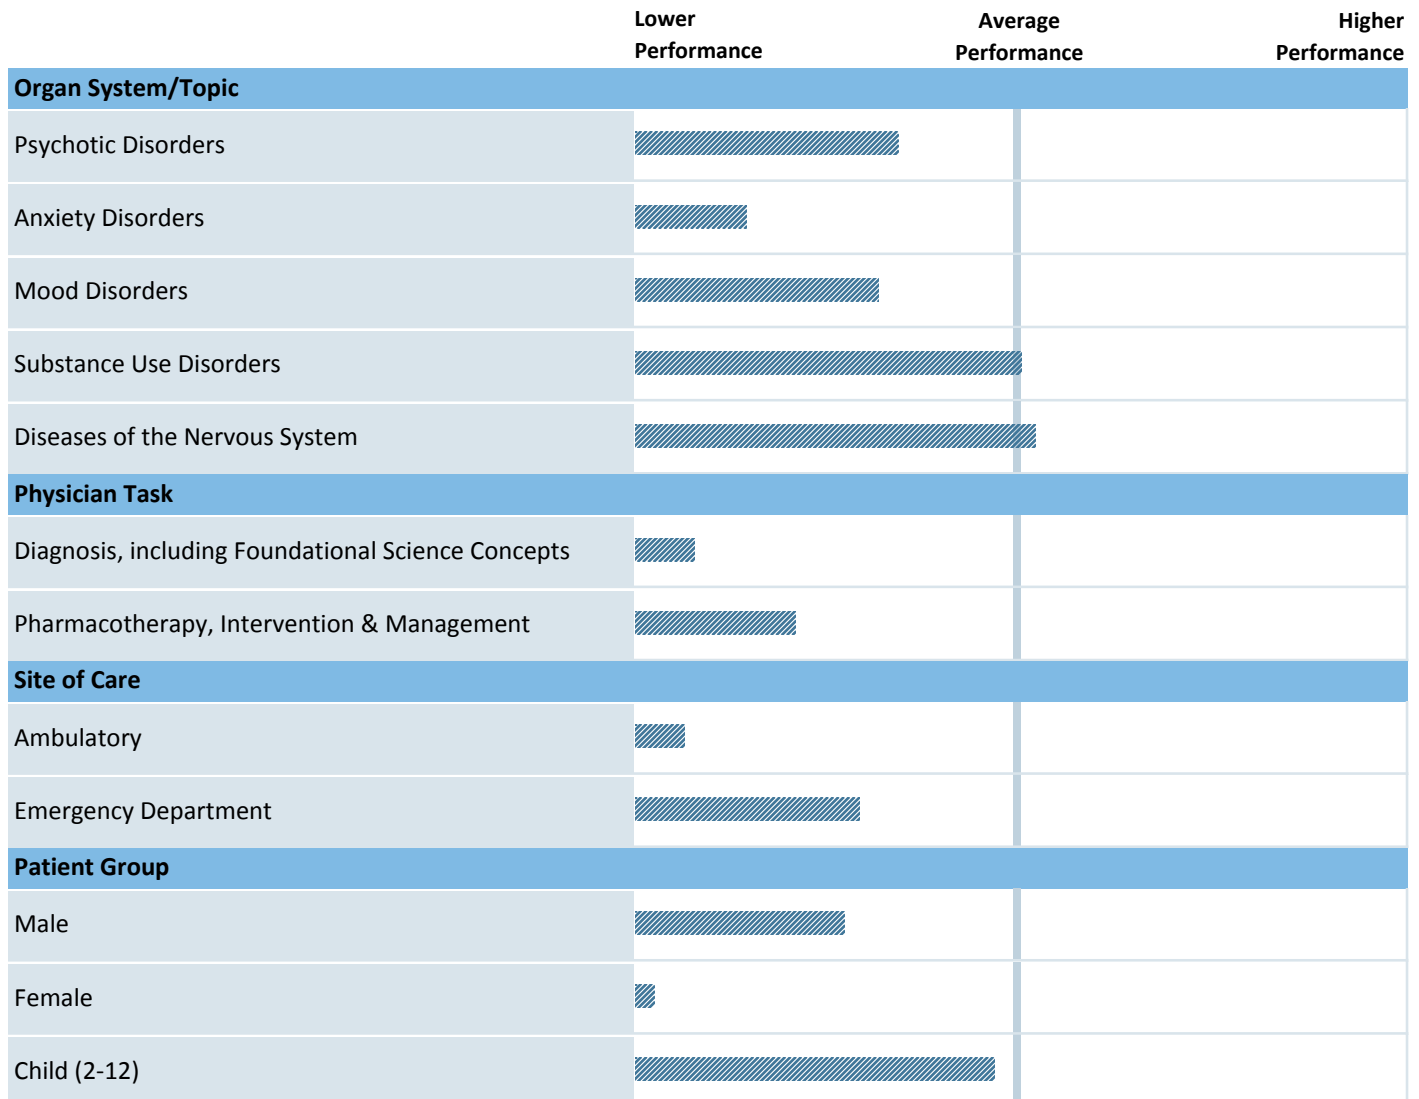 Lower Performance
Average Performance
Higher Performance
Organ System/Topic
Psychotic Disorders
Anxiety Disorders
Mood Disorders
Substance Use Disorders
Diseases of the Nervous System
Physician Task
Diagnosis, including Foundational Science Concepts
Pharmacotherapy, Intervention & Management
Site of Care
Ambulatory
Emergency Department
Patient Group
Male
Female
Child (2-12)